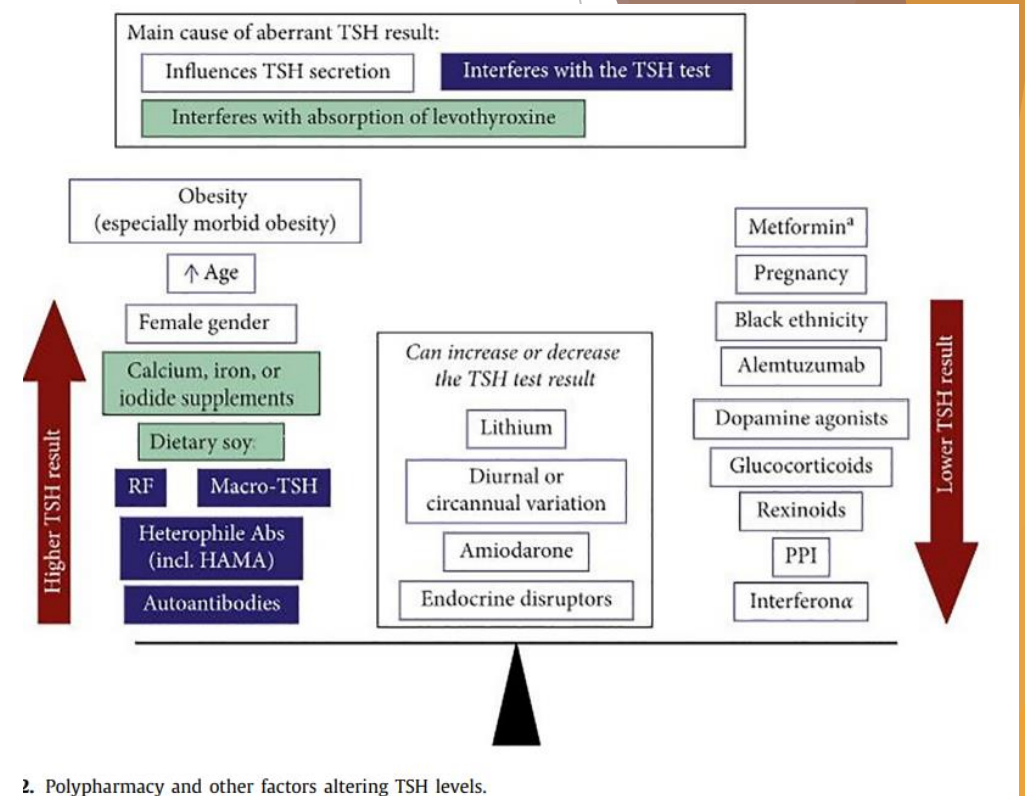 Main cause of aberrant TSH result:
Influences TSH secretion
Interferes with the TSH test
Interferes with absorption of levothyroxine
Higher TSH result
Obesity
(especially morbid obesity)
↑ Age
Female gender
Calcium, iron, or
iodide supplements
Dietary soy
RF
Macro-TSH
Heterophile Abs
(incl. HAMA)
Autoantibodies
Can increase or decrease
the TSH test result
Lithium
Diurnal or
circannual variation
Amiodarone
Endocrine disruptors
Metforminᵃ
Pregnancy
Black ethnicity
Alemtuzumab
Dopamine agonists
Glucocorticoids
Rexinoids
PPI
Interferonα
Lower TSH result
2. Polypharmacy and other factors altering TSH levels.